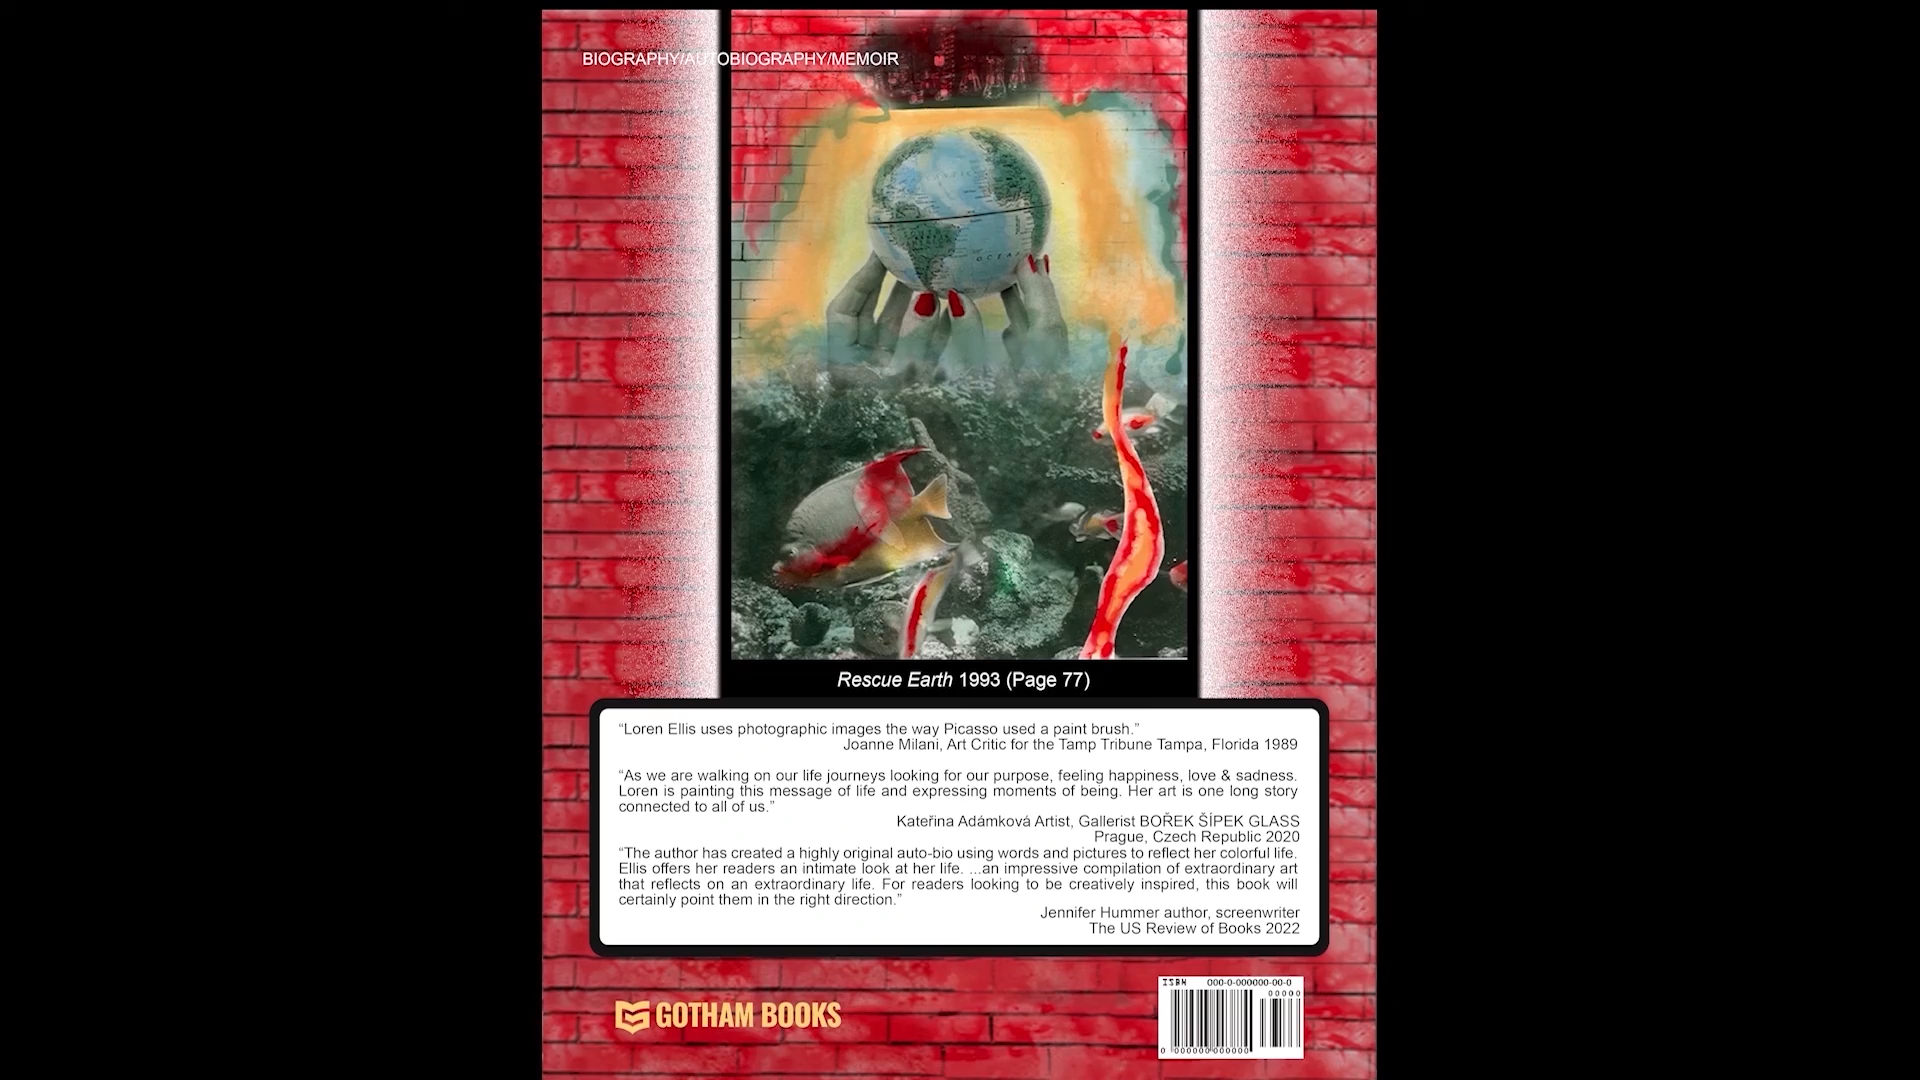 BIOGRAPHY/AUTOBIOGRAPHY/MEMOIR
OCEAN
Rescue Earth 1993 (Page 77)
“Loren Ellis uses photographic images the way Picasso used a paint brush.”
Joanne Milani, Art Critic for the Tamp Tribune Tampa, Florida 1989
“As we are walking on our life journeys looking for our purpose, feeling happiness, love & sadness.
Loren is painting this message of life and expressing moments of being. Her art is one long story
connected to all of us.”
Kateřina Adámková Artist, Gallerist BOŘEK ŠÍPEK GLASS
Prague, Czech Republic 2020
“The author has created a highly original auto-bio using words and pictures to reflect her colorful life.
Ellis offers her readers an intimate look at her life. ...an impressive compilation of extraordinary art
that reflects on an extraordinary life. For readers looking to be creatively inspired, this book will
certainly point them in the right direction.”
Jennifer Hummer author, screenwriter
The US Review of Books 2022
GOTHAM BOOKS
ISBN 000-0-000000-00-0
00000
0 000000 000000